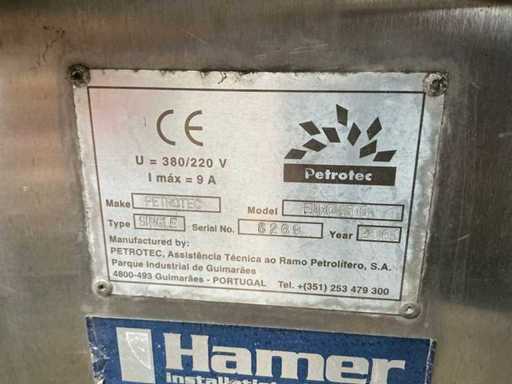 CE
U = 380/220 V
I máx = 9 A
Petrotec
Make PETROTEC Model
Type SINGLE Serial No. 6269 Year
Manufactured by:
PETROTEC, Assistência Técnica ao Ramo Petrolífero, S.A.
Parque Industrial de Guimarães
4800-493 Guimarães - PORTUGAL Tel. +(351) 253 479 300
Hamer